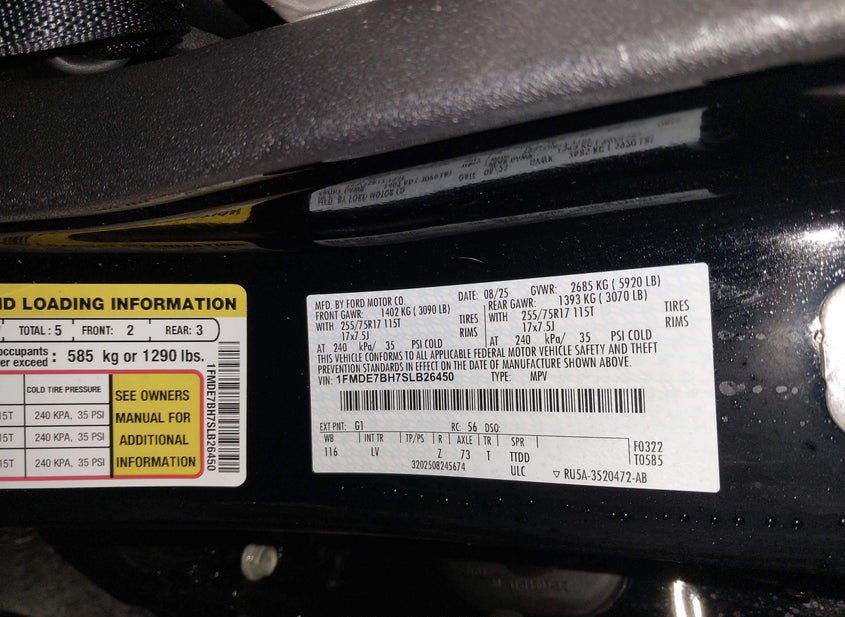 ND LOADING INFORMATION
TOTAL : 5 FRONT: 2 REAR: 3
occupants
er exceed : 585 kg or 1290 lbs.
COLD TIRE PRESSURE
15T 240 KPA, 35 PSI
15T 240 KPA, 35 PSI
15T 240 KPA, 35 PSI
SEE OWNERS
MANUAL FOR
ADDITIONAL
INFORMATION
1FMDE7BH7SLB26450
MFD. BY FORD MOTOR CO. DATE: 08/25 GVWR: 2685 KG ( 5920 LB)
FRONT GAWR: 1402 KG ( 3090 LB) REAR GAWR: 1393 KG ( 3070 LB)
WITH 255/75R17 115T TIRES WITH 255/75R17 115T TIRES
17x7.5J RIMS 17x7.5J RIMS
AT 240 kPa/ 35 PSI COLD AT 240 kPa/ 35 PSI COLD
THIS VEHICLE CONFORMS TO ALL APPLICABLE FEDERAL MOTOR VEHICLE SAFETY AND THEFT
PREVENTION STANDARDS IN EFFECT ON THE DATE OF MANUFACTURE SHOWN ABOVE.
VIN: 1FMDE7BH7SLB26450 TYPE: MPV
EXT PNT: G1 RC: 56 DSO:
WB INT TR TP/PS R AXLE TR SPR
116 LV Z 73 T TTDD
3202508245674 ULC
F0322
T0585
▽ RU5A-3520472-AB